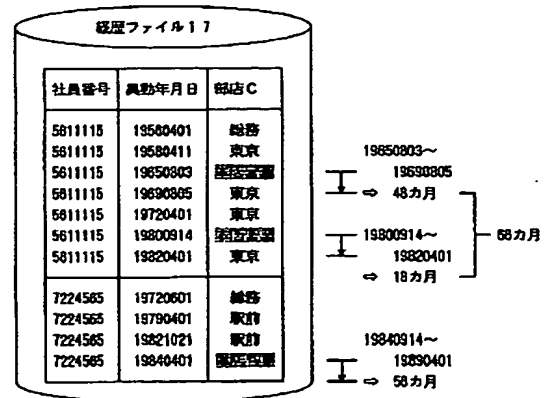 経歴ファイル17
社員番号 異動年月日 部店C
5611115 19560401 総務
5611115 19580411 東京
5611115 19650803
5611115 19690805 東京
5611115 19720401 東京
5611115 19800914
5611115 19820401 東京
7224565 19720601 総務
7224565 19790401 駅前
7224565 19821021 駅前
7224565 19840401
19650803~
19690805
⇨ 48カ月
19800914~
19820401
⇨ 18カ月
66カ月
19840914~
19890401
⇨ 56カ月